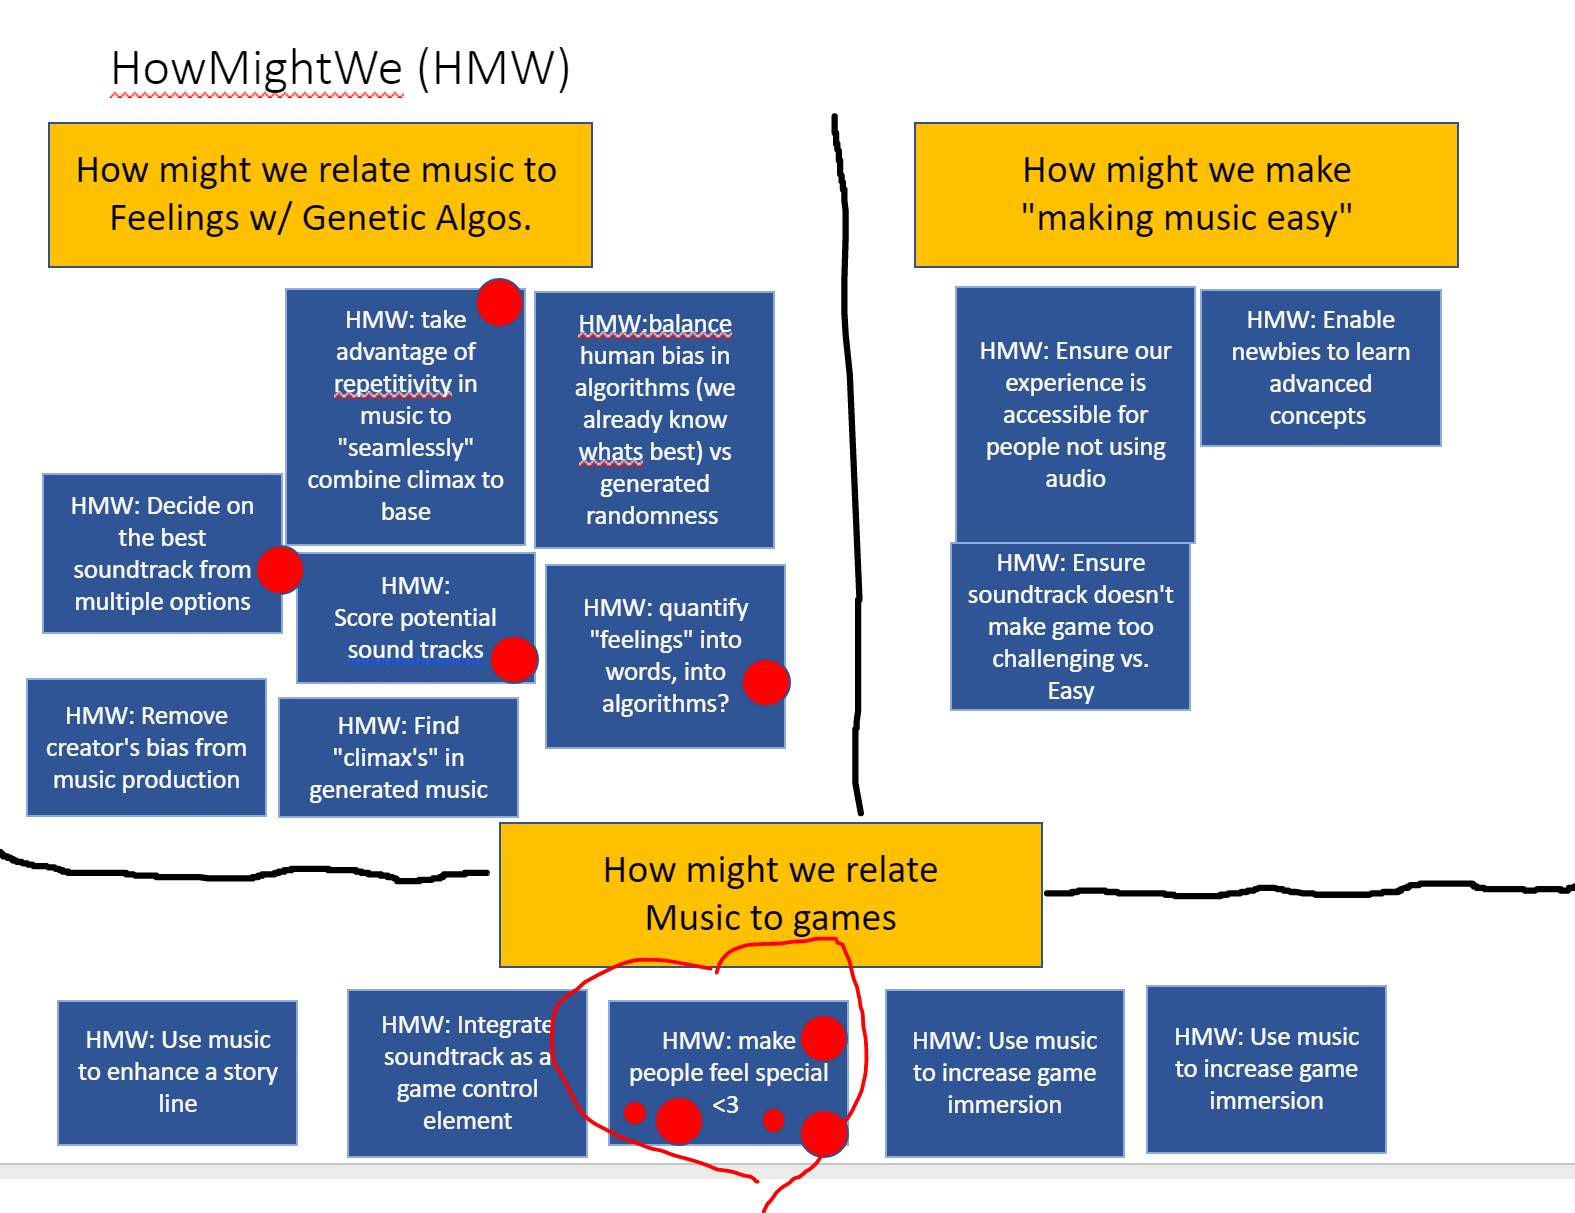 HowMightWe (HMW)
How might we relate music to
Feelings w/ Genetic Algos.
How might we make
"making music easy"
HMW: take
advantage of
repetitivity in
music to
"seamlessly"
combine climax to
base
HMW:balance
human bias in
algorithms (we
already know
whats best) vs
generated
randomness
HMW: Decide on
the best
soundtrack from
multiple options
HMW:
Score potential
sound tracks
HMW: quantify
"feelings" into
words, into
algorithms?
HMW: Remove
creator's bias from
music production
HMW: Find
"climax's" in
generated music
HMW: Ensure our
experience is
accessible for
people not using
audio
HMW: Enable
newbies to learn
advanced
concepts
HMW: Ensure
soundtrack doesn't
make game too
challenging vs.
Easy
How might we relate
Music to games
HMW: Use music
to enhance a story
line
HMW: Integrate
soundtrack as a
game control
element
HMW: make
people feel special
<3
HMW: Use music
to increase game
immersion
HMW: Use music
to increase game
immersion